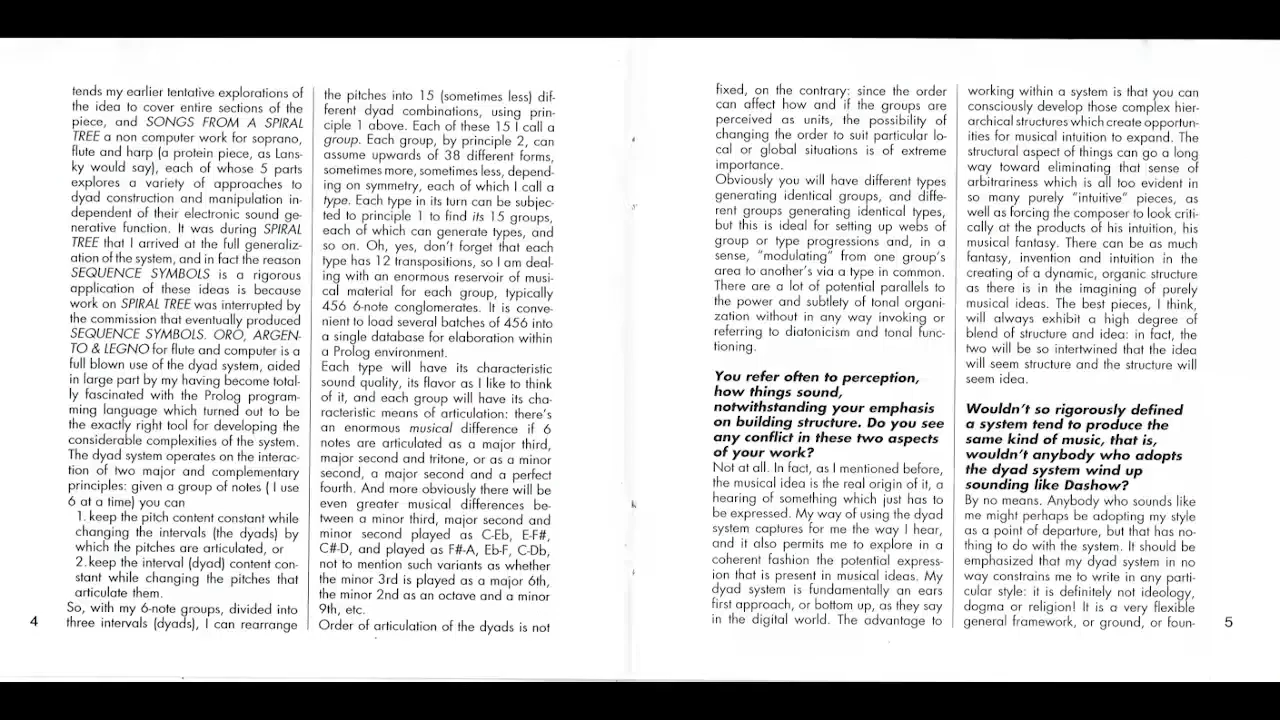 tends my earlier tentative explorations of
the idea to cover entire sections of the
piece, and SONGS FROM A SPIRAL
TREE a non computer work for soprano,
flute and harp (a protein piece, as Lans-
ky would say), each of whose 5 parts
explores a variety of approaches to
dyad construction and manipulation in-
dependent of their electronic sound ge-
nerative function. It was during SPIRAL
TREE that I arrived at the full generaliz-
ation of the system, and in fact the reason
SEQUENCE SYMBOLS is a rigorous
application of these ideas is because
work on SPIRAL TREE was interrupted by
the commission that eventually produced
SEQUENCE SYMBOLS. ORO, ARGEN-
TO & LEGNO for flute and computer is a
full blown use of the dyad system, aided
in large part by my having become total-
ly fascinated with the Prolog program-
ming language which turned out to be
the exactly right tool for developing the
considerable complexities of the system.
The dyad system operates on the interac-
tion of two major and complementary
principles: given a group of notes ( I use
6 at a time) you can
1. keep the pitch content constant while
changing the intervals (the dyads) by
which the pitches are articulated, or
2. keep the interval (dyad) content con-
stant while changing the pitches that
articulate them.
So, with my 6-note groups, divided into
three intervals (dyads), I can rearrange
4
the pitches into 15 (sometimes less) dif-
ferent dyad combinations, using prin-
ciple 1 above. Each of these 15 I call a
group. Each group, by principle 2, can
assume upwards of 38 different forms,
sometimes more, sometimes less, depend-
ing on symmetry, each of which I call a
type. Each type in its turn can be subjec-
ted to principle 1 to find its 15 groups,
each of which can generate types, and
so on. Oh, yes, don't forget that each
type has 12 transpositions, so I am deal-
ing with an enormous reservoir of musi-
cal material for each group, typically
456 6-note conglomerates. It is conve-
nient to load several batches of 456 into
a single database for elaboration within
a Prolog environment.
Each type will have its characteristic
sound quality, its flavor as I like to think
of it, and each group will have its cha-
racteristic means of articulation: there's
an enormous musical difference if 6
notes are articulated as a major third,
major second and tritone, or as a minor
second, a major second and a perfect
fourth. And more obviously there will be
even greater musical differences be-
tween a minor third, major second and
minor second played as C-Eb, E-F#,
C#-D, and played as F#-A, Eb-F, C-Db,
not to mention such variants as whether
the minor 3rd is played as a major 6th,
the minor 2nd as an octave and a minor
9th, etc.
Order of articulation of the dyads is not
fixed, on the contrary: since the order
can affect how and if the groups are
perceived as units, the possibility of
changing the order to suit particular lo-
cal or global situations is of extreme
importance.
Obviously you will have different types
generating identical groups, and diffe-
rent groups generating identical types,
but this is ideal for setting up webs of
group or type progressions and, in a
sense, "modulating" from one group's
area to another's via a type in common.
There are a lot of potential parallels to
the power and subtlety of tonal organi-
zation without in any way invoking or
referring to diatonicism and tonal func-
tioning.
You refer often to perception,
how things sound,
notwithstanding your emphasis
on building structure. Do you see
any conflict in these two aspects
of your work?
Not at all. In fact, as I mentioned before,
the musical idea is the real origin of it, a
hearing of something which just has to
be expressed. My way of using the dyad
system captures for me the way I hear,
and it also permits me to explore in a
coherent fashion the potential express-
ion that is present in musical ideas. My
dyad system is fundamentally an ears
first approach, or bottom up, as they say
in the digital world. The advantage to
working within a system is that you can
consciously develop those complex hier-
archical structures which create opportun-
ities for musical intuition to expand. The
structural aspect of things can go a long
way toward eliminating that sense of
arbitrariness which is all too evident in
so many purely "intuitive" pieces, as
well as forcing the composer to look criti-
cally at the products of his intuition, his
musical fantasy. There can be as much
fantasy, invention and intuition in the
creating of a dynamic, organic structure
as there is in the imagining of purely
musical ideas. The best pieces, I think,
will always exhibit a high degree of
blend of structure and idea: in fact, the
two will be so intertwined that the idea
will seem structure and the structure will
seem idea.
Wouldn't so rigorously defined
a system tend to produce the
same kind of music, that is,
wouldn't anybody who adopts
the dyad system wind up
sounding like Dashow?
By no means. Anybody who sounds like
me might perhaps be adopting my style
as a point of departure, but that has no-
thing to do with the system. It should be
emphasized that my dyad system in no
way constrains me to write in any parti-
cular style: it is definitely not ideology,
dogma or religion! It is a very flexible
general framework, or ground, or foun-
5